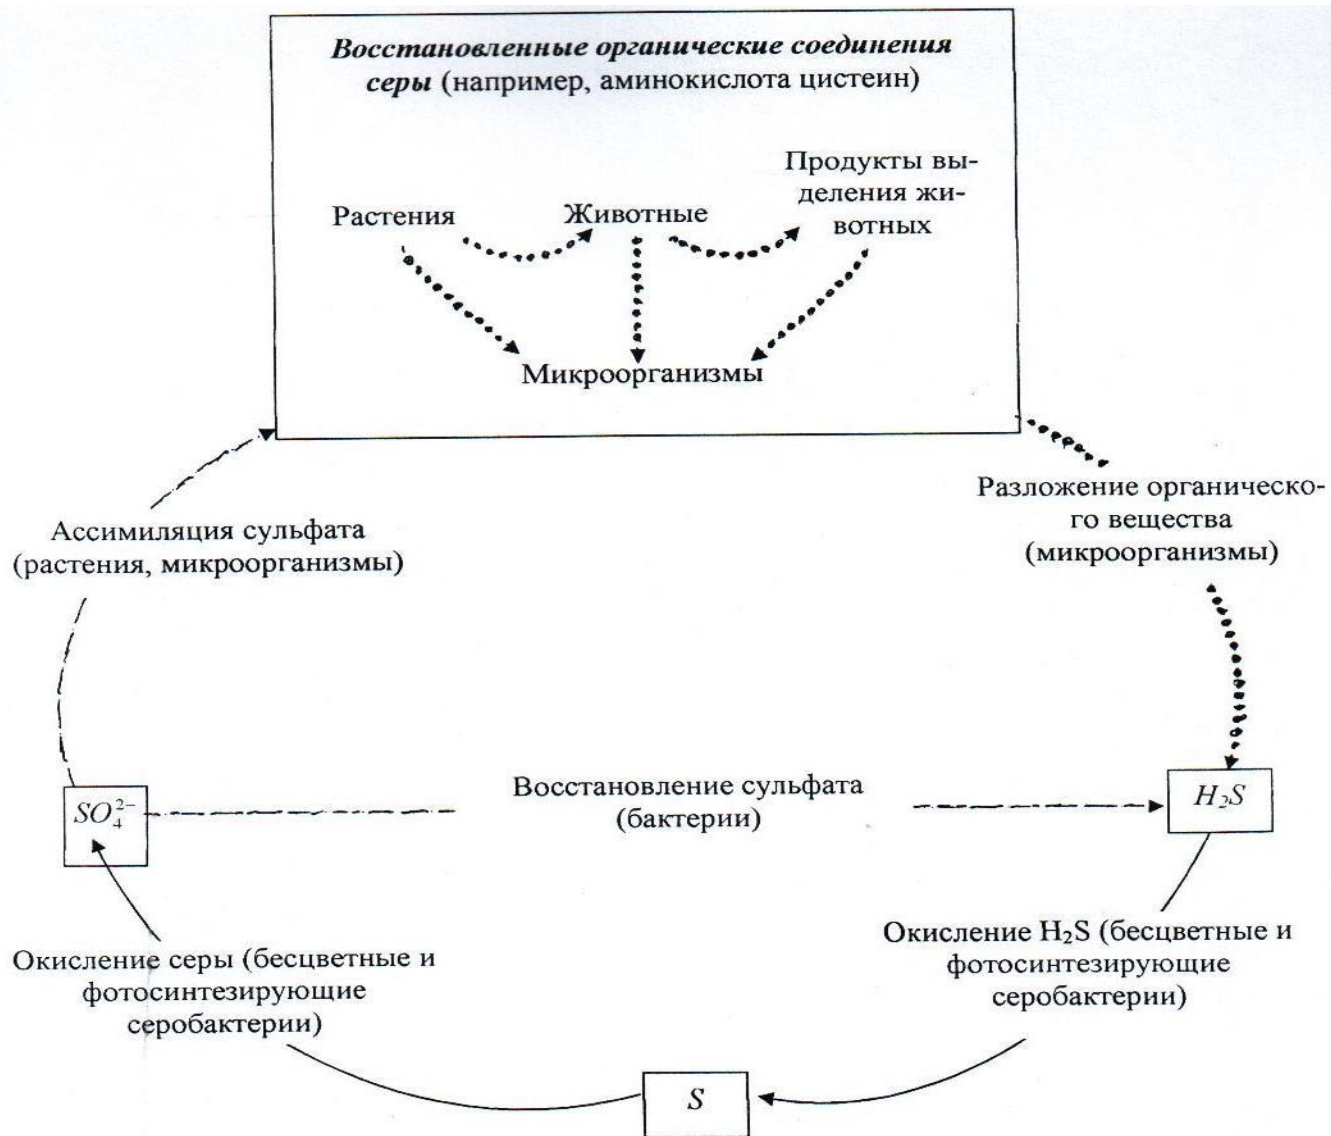 Восстановленные органические соединения
серы (например, аминокислота цистеин)
Продукты вы-
деления жи-
вотных
Растения
Животные
Микроорганизмы
Разложение органическо-
го вещества
(микроорганизмы)
Ассимиляция сульфата
(растения, микроорганизмы)
Восстановление сульфата
(бактерии)
SO₄²⁻
H₂S
Окисление H₂S (бесцветные и
фотосинтезирующие
серобактерии)
Окисление серы (бесцветные и
фотосинтезирующие
серобактерии)
S